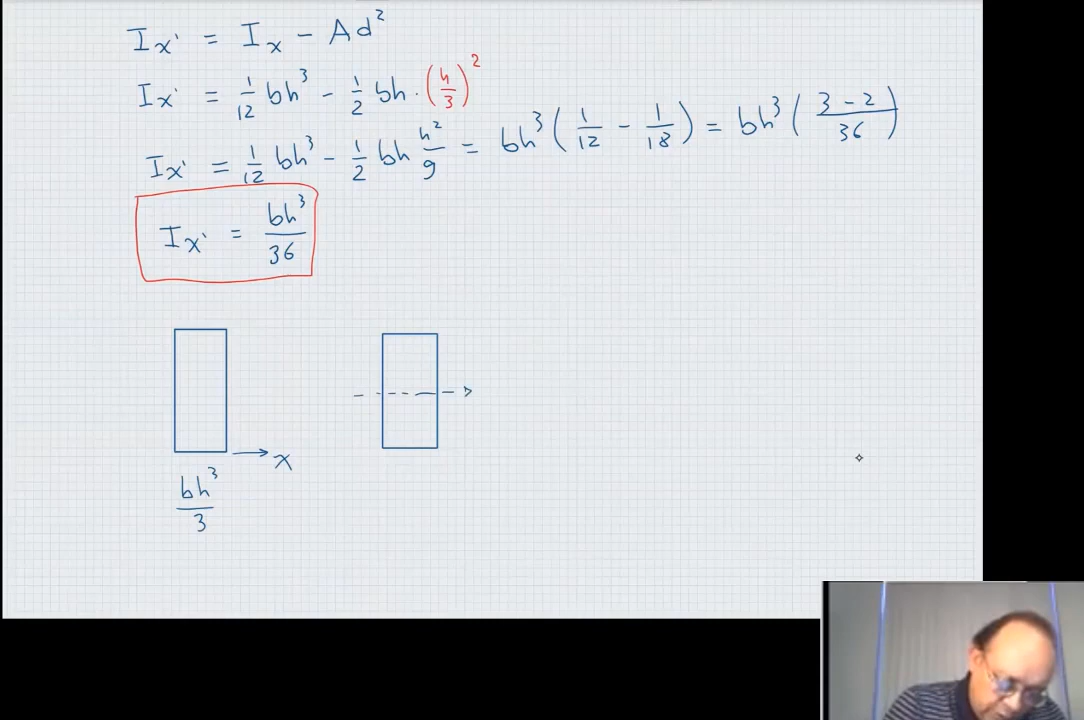 Ix' = Ix − Ad²
Ix' = 1/12 bh³ − 1/2 bh · (h/3)²
Ix' = 1/12 bh³ − 1/2 bh h²/9 = bh³ (1/12 − 1/18) = bh³ (3 − 2/36)
Ix' = bh³/36
x
bh³/3